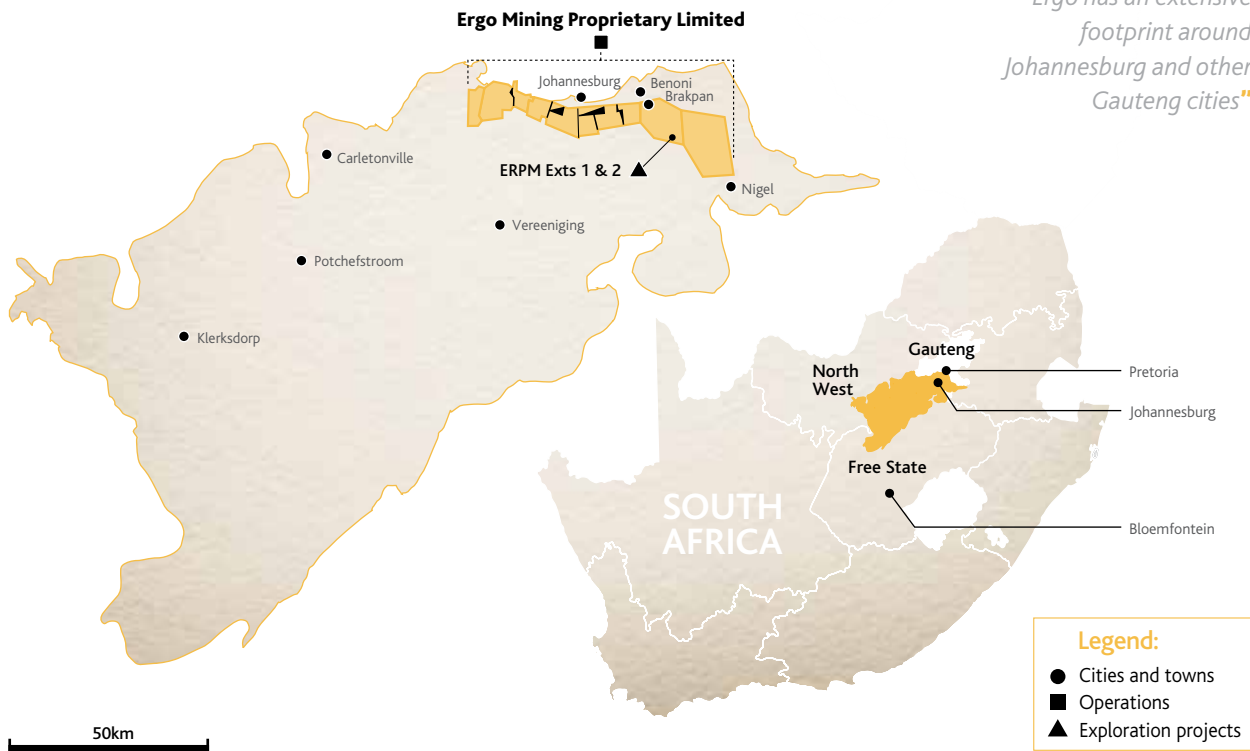 Ergo has an extensive
footprint around
Johannesburg and other
Gauteng cities"
Ergo Mining Proprietary Limited
Johannesburg
Benoni
Brakpan
Carletonville
ERPM Exts 1 & 2
Nigel
Vereeniging
Potchefstroom
Klerksdorp
Gauteng
North
West
Pretoria
Johannesburg
Free State
SOUTH
AFRICA
Bloemfontein
Legend:
Cities and towns
Operations
Exploration projects
50km